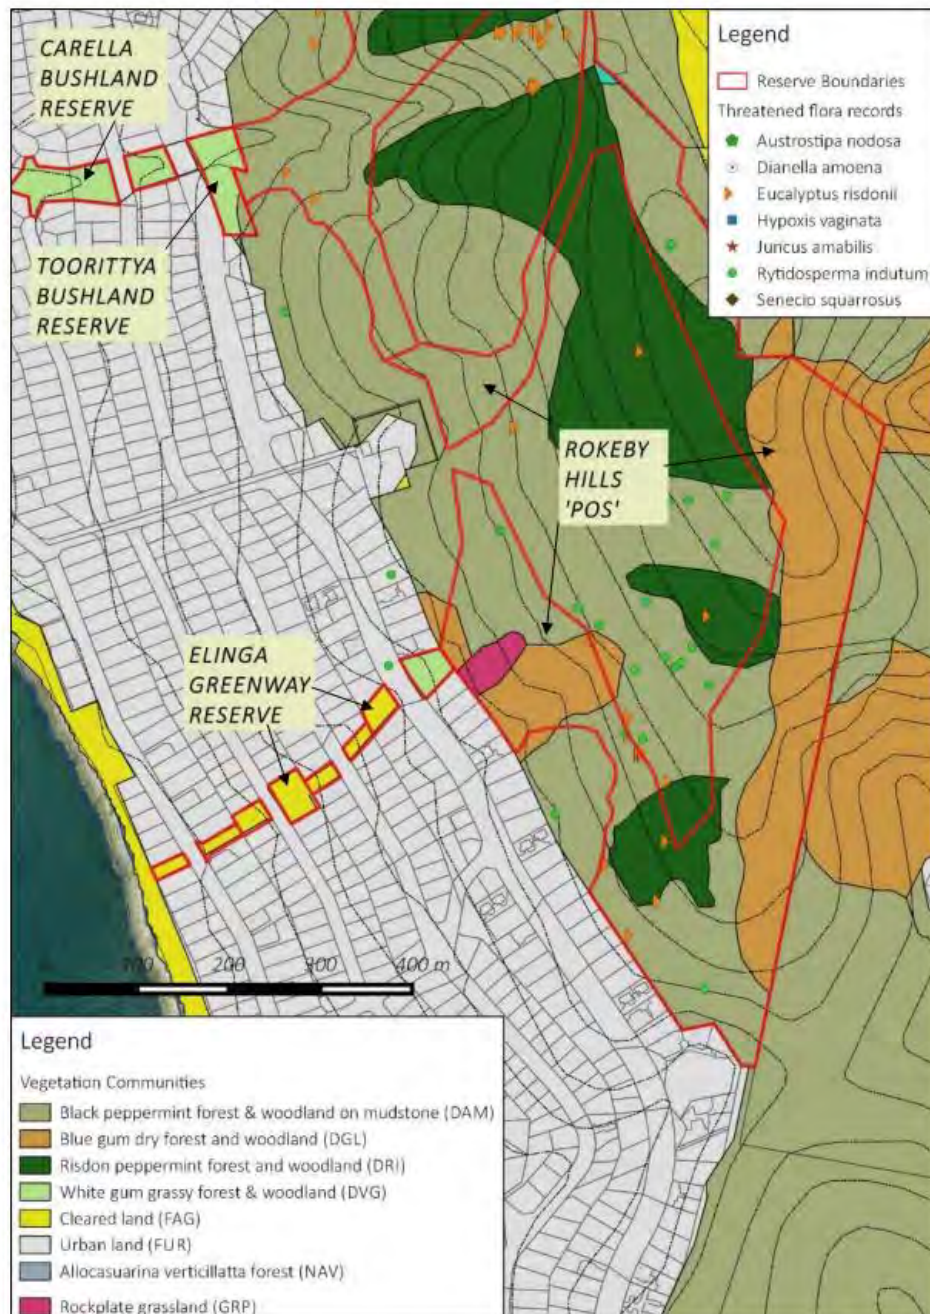 CARELLA
BUSHLAND
RESERVE
TOORITTYA
BUSHLAND
RESERVE
Legend
Reserve Boundaries
Threatened flora records
Austrostipa nodosa
Dianella amoena
Eucalyptus risdonii
Hypoxis vaginata
Juncus amabilis
Rytidosperma indutum
Senecio squarrosus
ROKEBY
HILLS
'POS'
ELINGA
GREENWAY
RESERVE
100 200 300 400 m
Legend
Vegetation Communities
Black peppermint forest & woodland on mudstone (DAM)
Blue gum dry forest and woodland (DGL)
Risdon peppermint forest and woodland (DRI)
White gum grassy forest & woodland (DVG)
Cleared land (FAG)
Urban land (FUR)
Allocasuarina verticillatta forest (NAV)
Rockplate grassland (GRP)